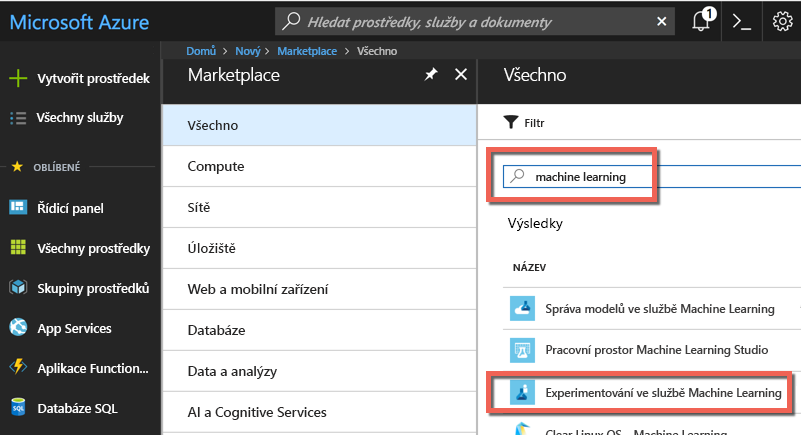 Microsoft Azure
Hledat prostředky, služby a dokumenty
1
Domů > Nový > Marketplace > Všechno
Vytvořit prostředek
Všechny služby
OBLÍBENÉ
Řídicí panel
Všechny prostředky
Skupiny prostředků
App Services
Aplikace Function...
Databáze SQL
Marketplace
Všechno
Compute
Sítě
Úložiště
Web a mobilní zařízení
Databáze
Data a analýzy
AI a Cognitive Services
Všechno
Filtr
machine learning
Výsledky
NÁZEV
Správa modelů ve službě Machine Learning
Pracovní prostor Machine Learning Studio
Experimentování ve službě Machine Learning
Clear Linux OS - Machine Learning